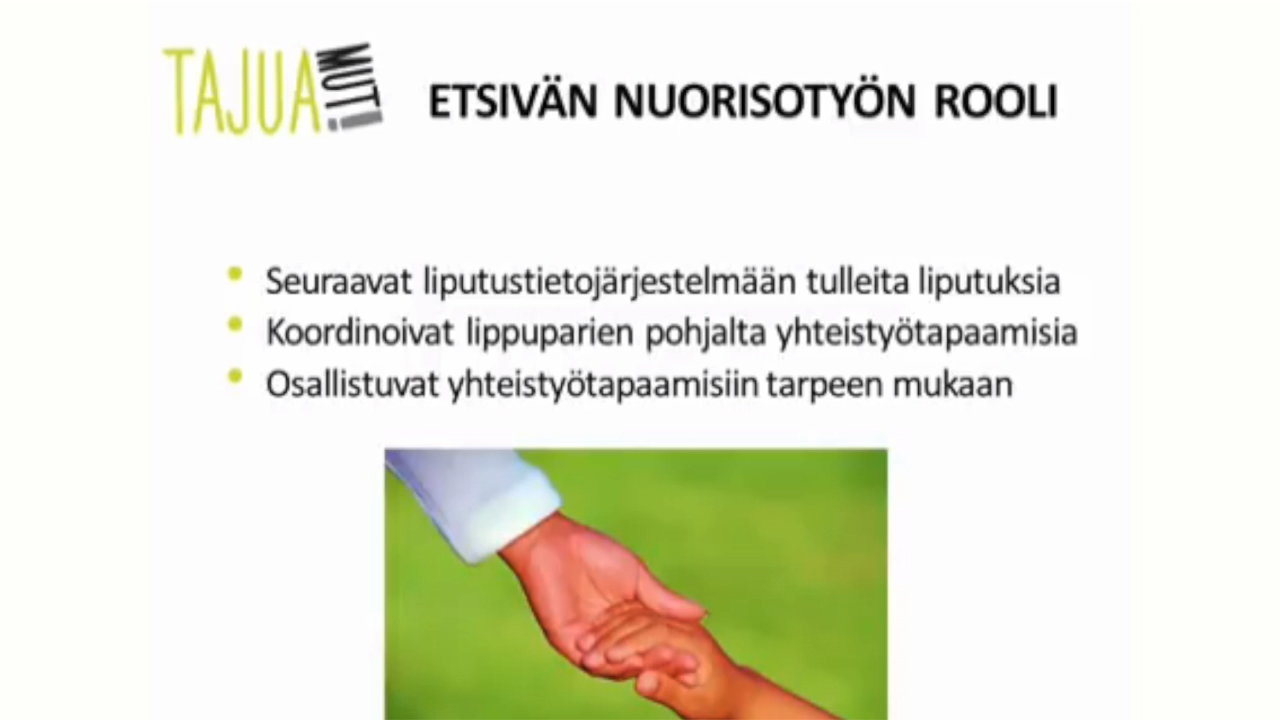 TAJUA
MUT!
ETSIVÄN NUORISOTYÖN ROOLI
Seuraavat liputustietojärjestelmään tulleita liputuksia
Koordinoivat lippuparien pohjalta yhteistyötapaamisia
Osallistuvat yhteistyötapaamisiin tarpeen mukaan